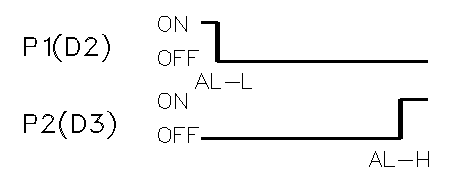 ON
P1(D2)
OFF
AL-L
ON
P2(D3)
OFF
AL-H